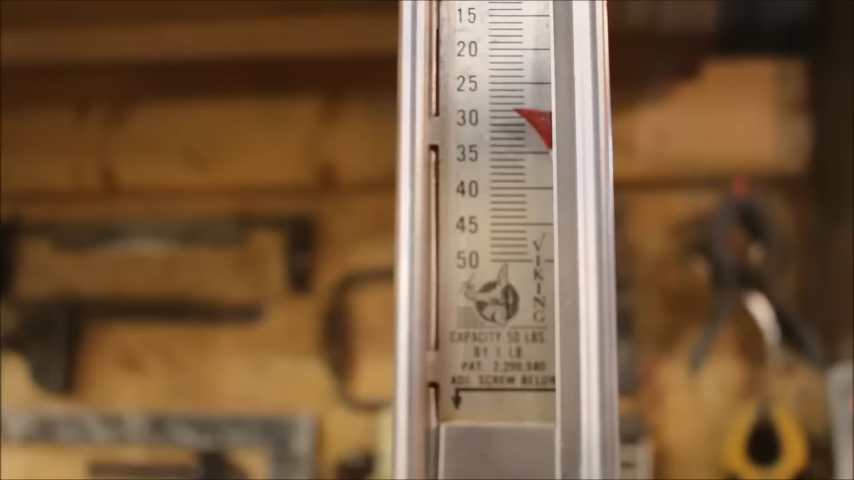 15
20
25
30
35
40
45
50
VIKING
CAPACITY 50 LBS.
BY 1 LB.
PAT. 2,299,980
ADJ. SCREW BELOW